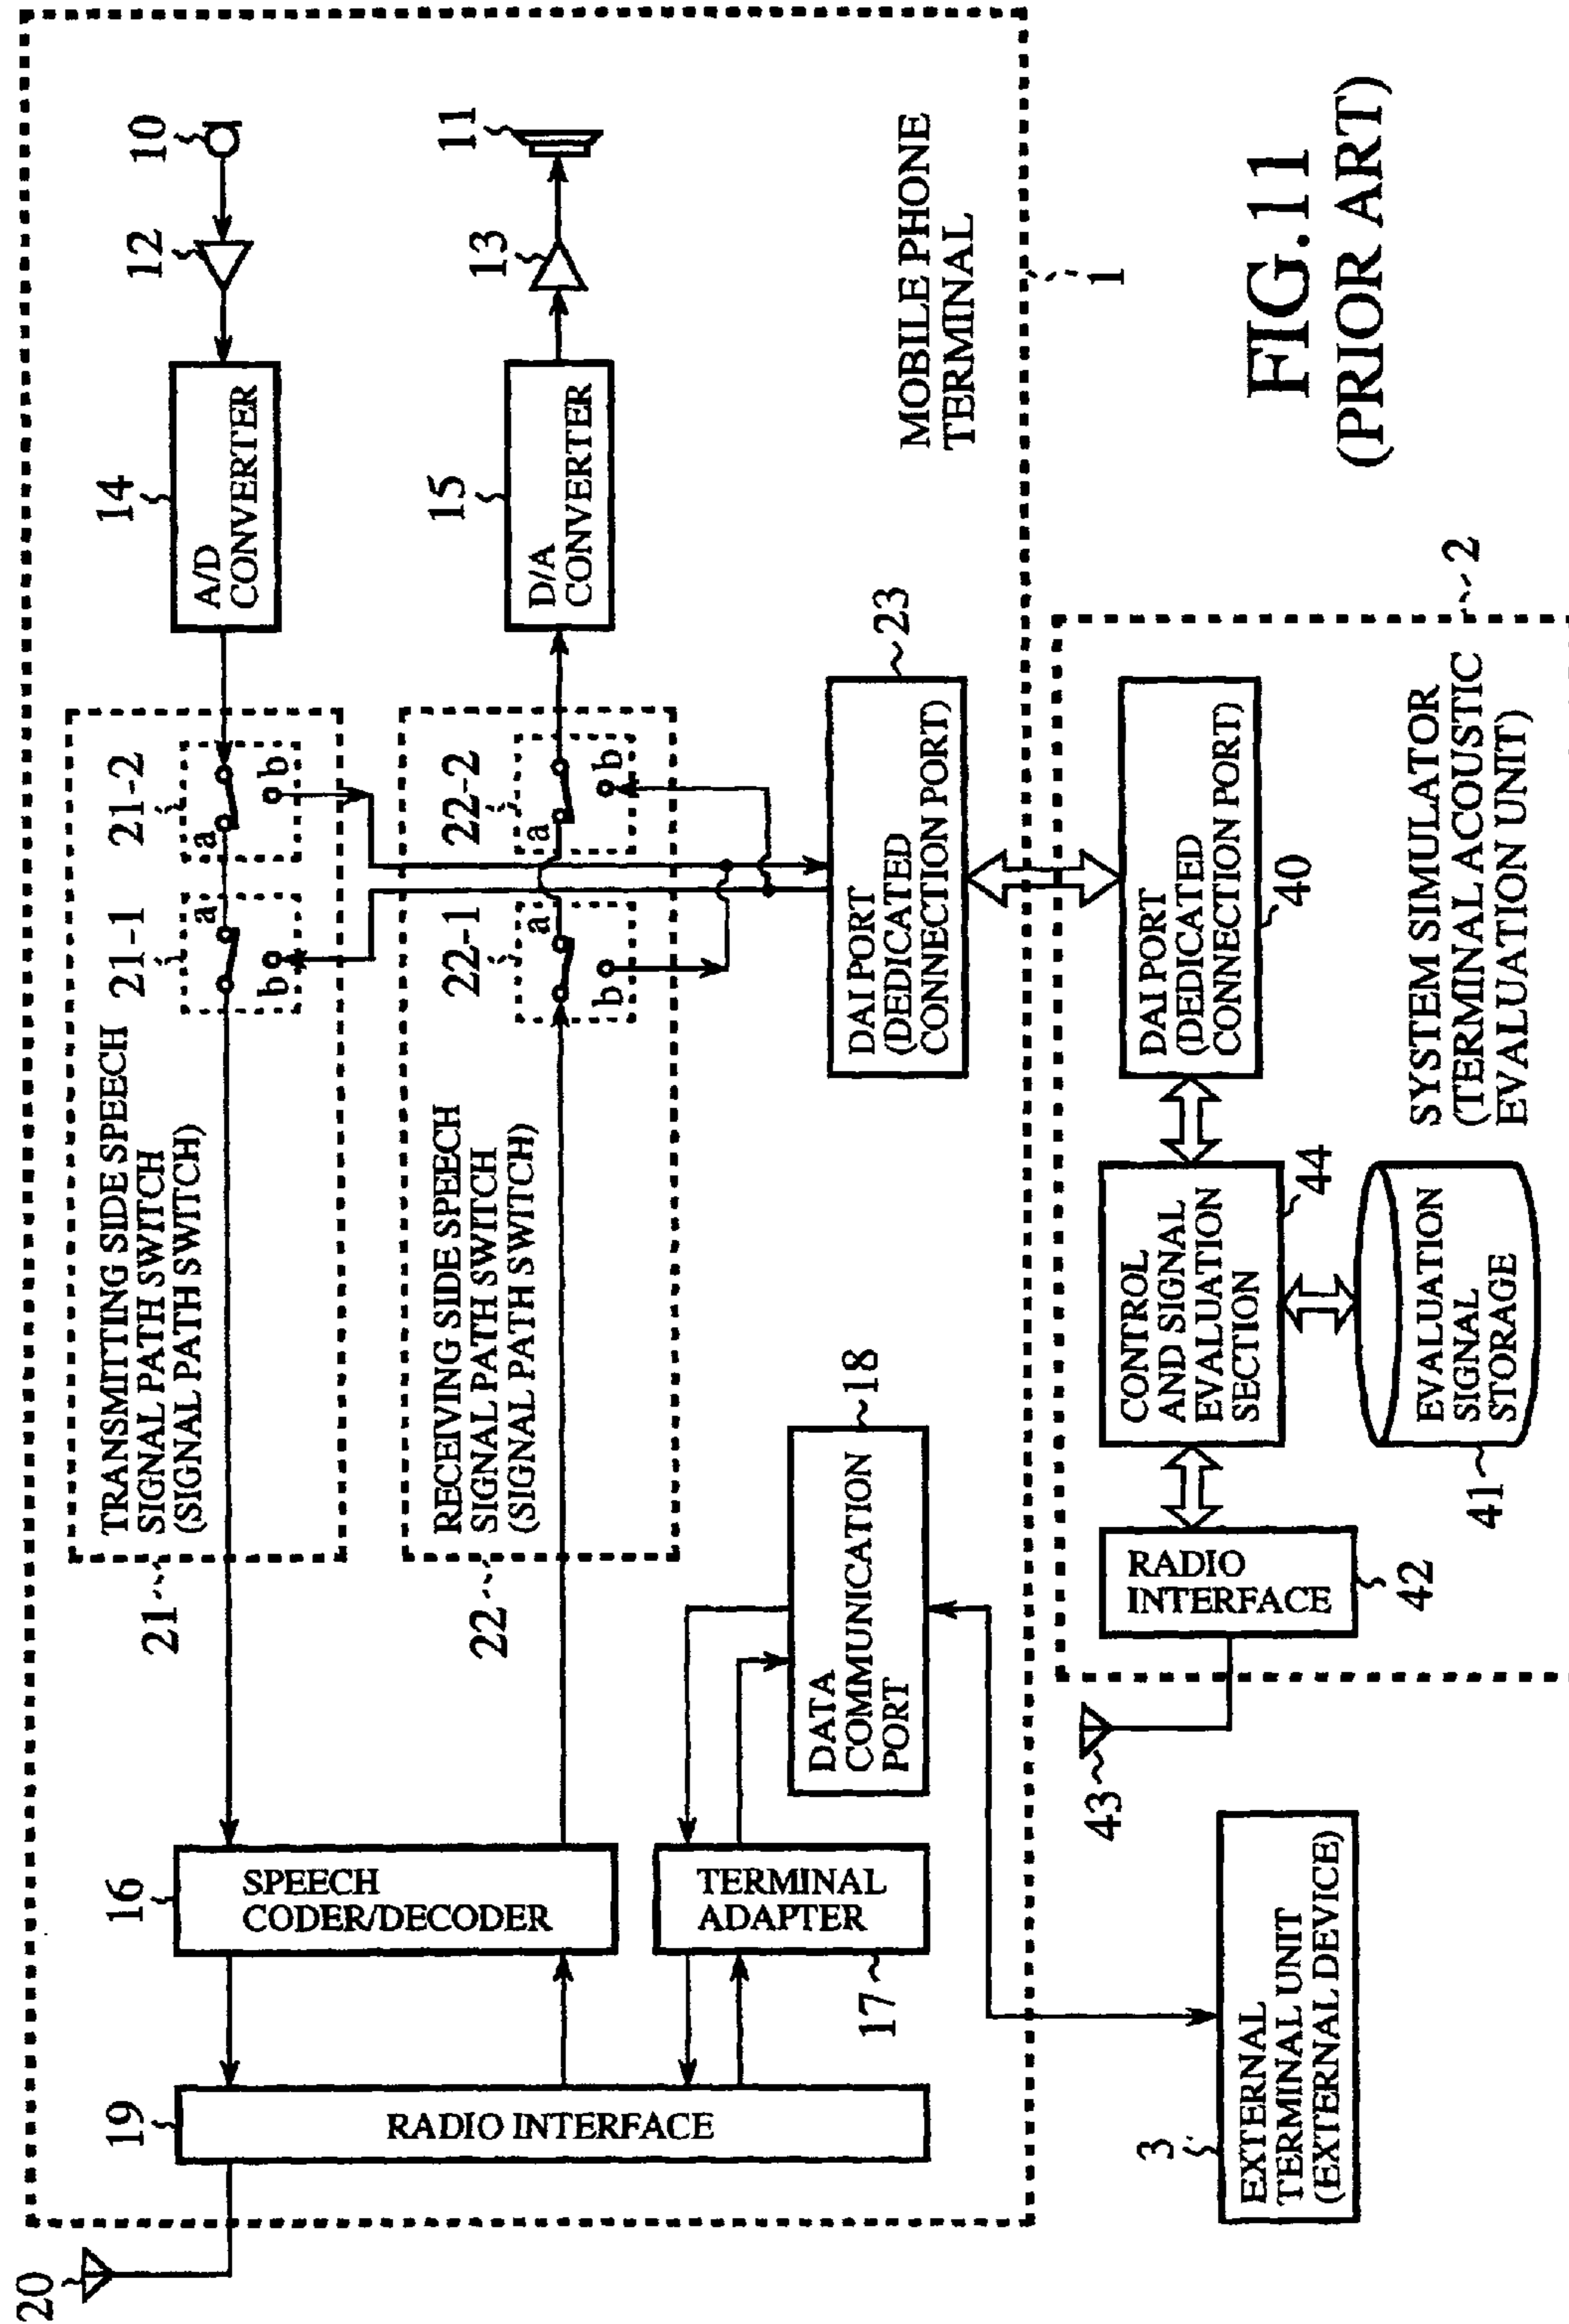 20
19
RADIO INTERFACE
16
SPEECH
CODER/DECODER
TERMINAL
ADAPTER
17
DATA
COMMUNICATION
PORT
18
21
TRANSMITTING SIDE SPEECH
SIGNAL PATH SWITCH
(SIGNAL PATH SWITCH)
21-1
a
b
21-2
a
b
22
RECEIVING SIDE SPEECH
SIGNAL PATH SWITCH
(SIGNAL PATH SWITCH)
22-1
a
b
22-2
a
b
14
A/D
CONVERTER
12
10
15
D/A
CONVERTER
13
11
DAI PORT
(DEDICATED
CONNECTION PORT)
23
MOBILE PHONE
TERMINAL
1
3
EXTERNAL
TERMINAL UNIT
(EXTERNAL DEVICE)
43
RADIO
INTERFACE
42
CONTROL
AND SIGNAL
EVALUATION
SECTION
44
41
EVALUATION
SIGNAL
STORAGE
DAI PORT
(DEDICATED
CONNECTION PORT)
40
SYSTEM SIMULATOR
(TERMINAL ACOUSTIC
EVALUATION UNIT)
2
FIG.11
(PRIOR ART)